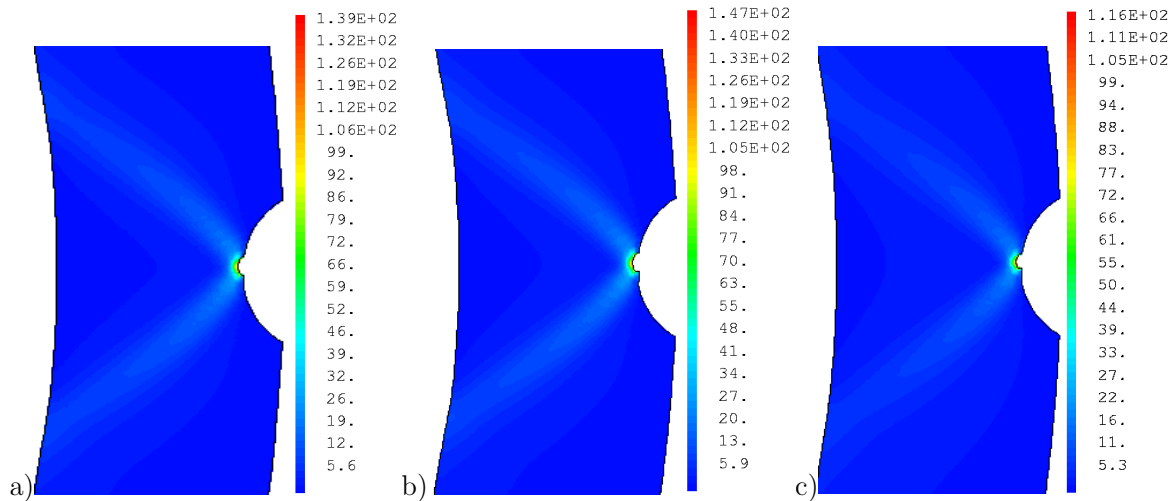 1.39E+02
1.32E+02
1.26E+02
1.19E+02
1.12E+02
1.06E+02
99.
92.
86.
79.
72.
66.
59.
52.
46.
39.
32.
26.
19.
12.
5.6
a)
1.47E+02
1.40E+02
1.33E+02
1.26E+02
1.19E+02
1.12E+02
1.05E+02
98.
91.
84.
77.
70.
63.
55.
48.
41.
34.
27.
20.
13.
5.9
b)
1.16E+02
1.11E+02
1.05E+02
99.
94.
88.
83.
77.
72.
66.
61.
55.
50.
44.
39.
33.
27.
22.
16.
11.
5.3
c)